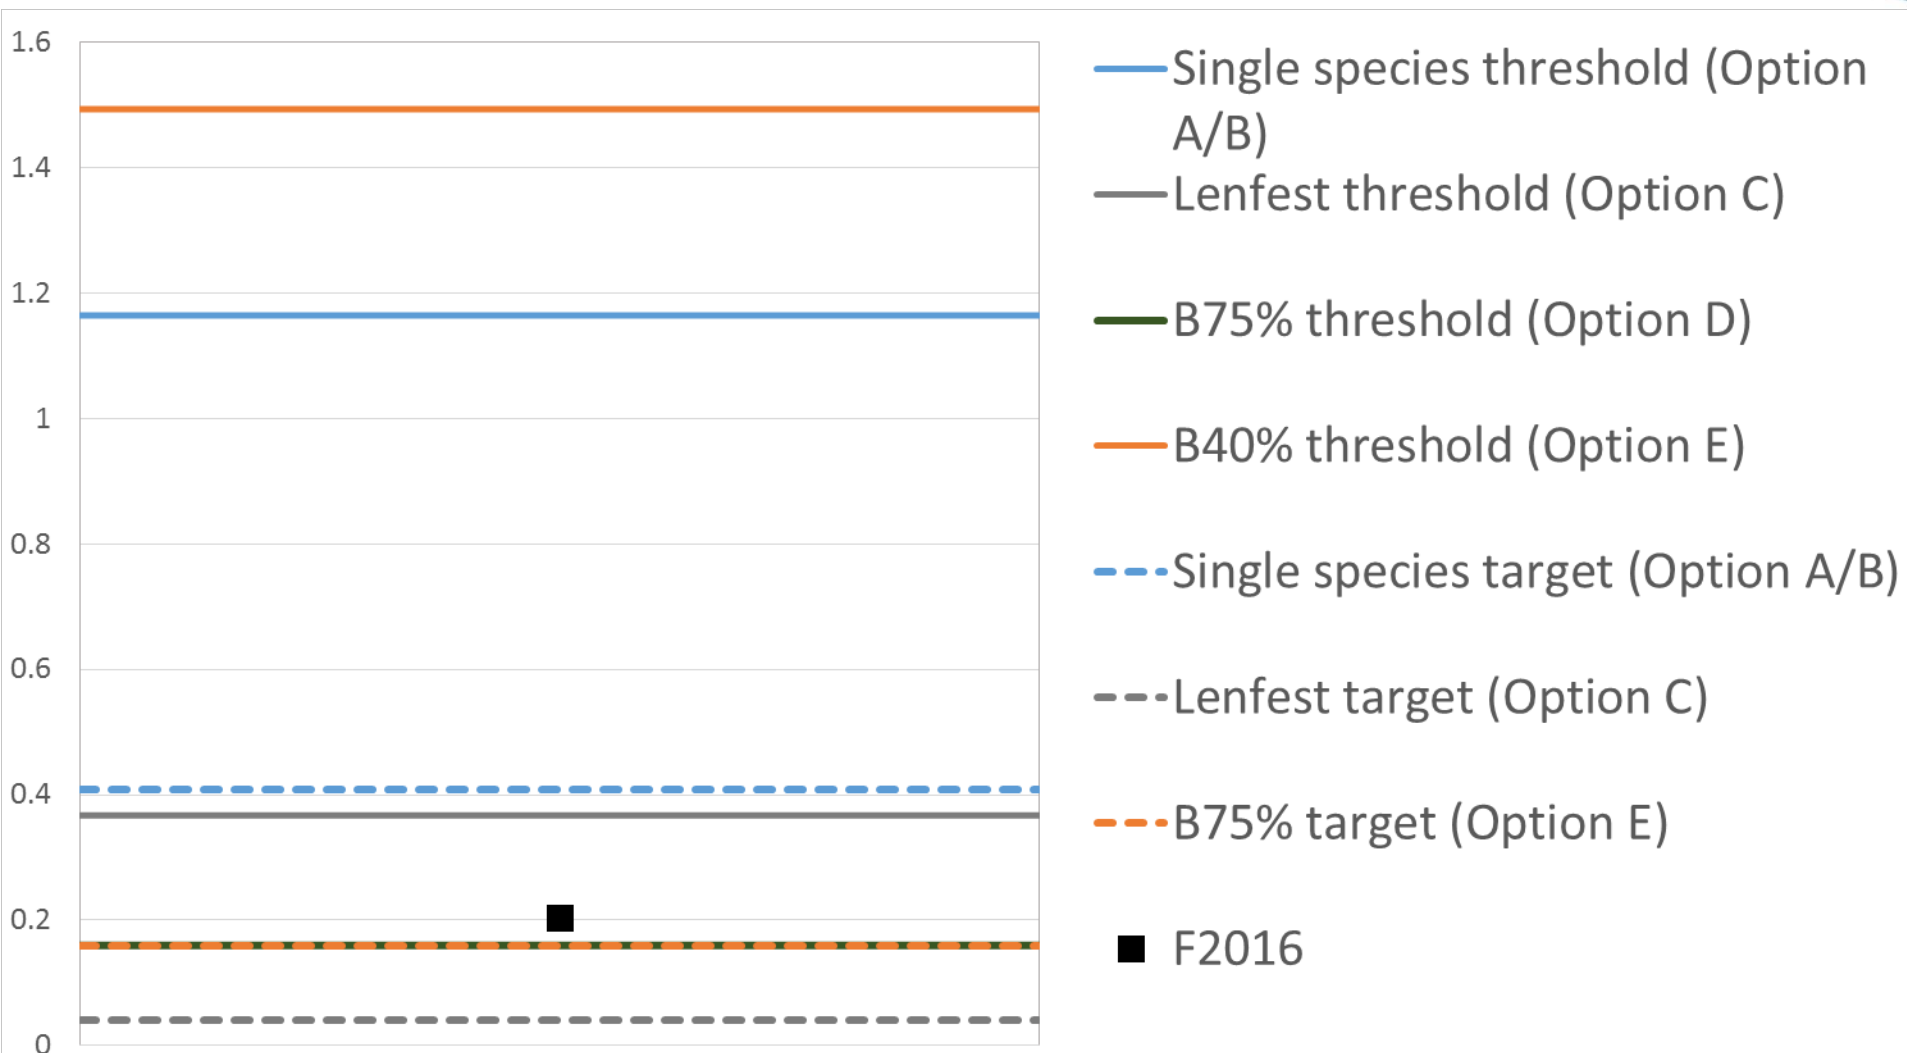 1.6
1.4
1.2
1
0.8
0.6
0.4
0.2
0
Single species threshold (Option
A/B)
Lenfest threshold (Option C)
B75% threshold (Option D)
B40% threshold (Option E)
Single species target (Option A/B)
Lenfest target (Option C)
B75% target (Option E)
F2016